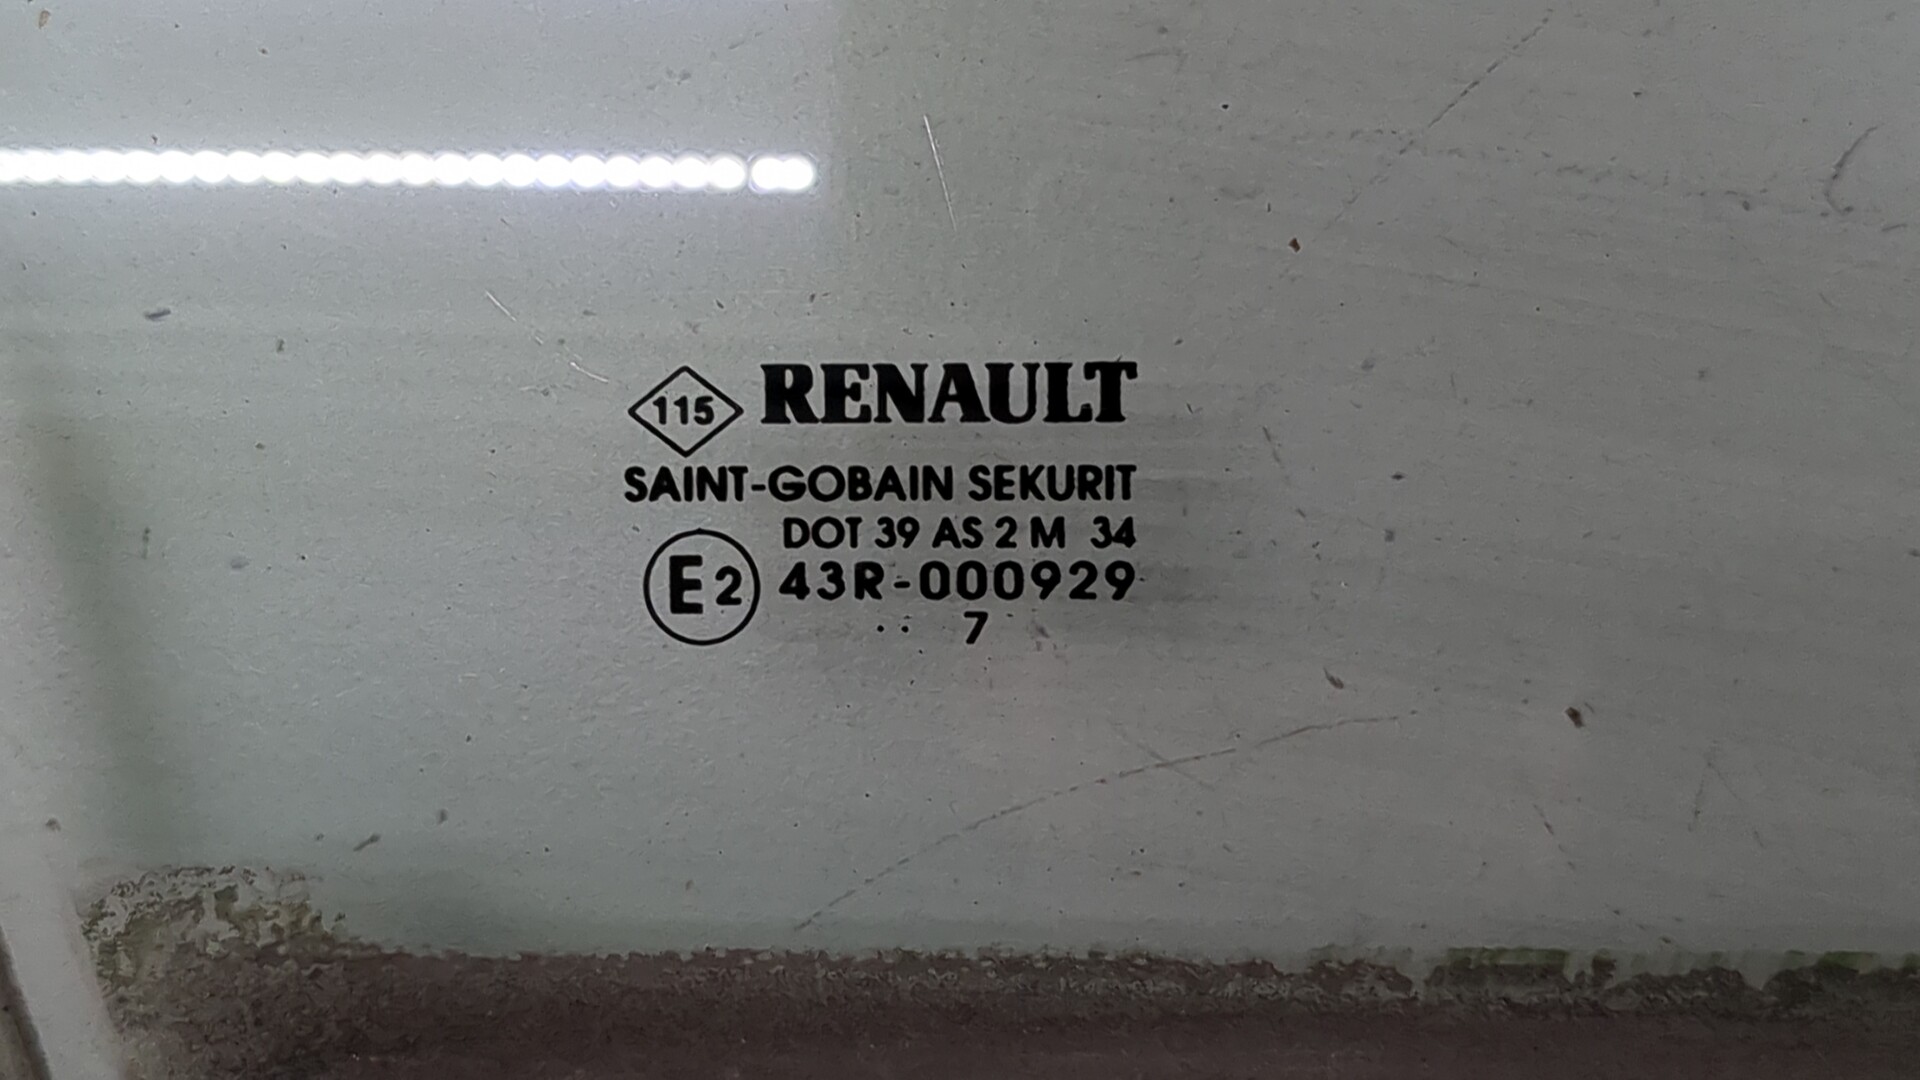 115 RENAULT
SAINT-GOBAIN SEKURIT
DOT 39 AS 2 M 34
E2 43R-000929
.. 7